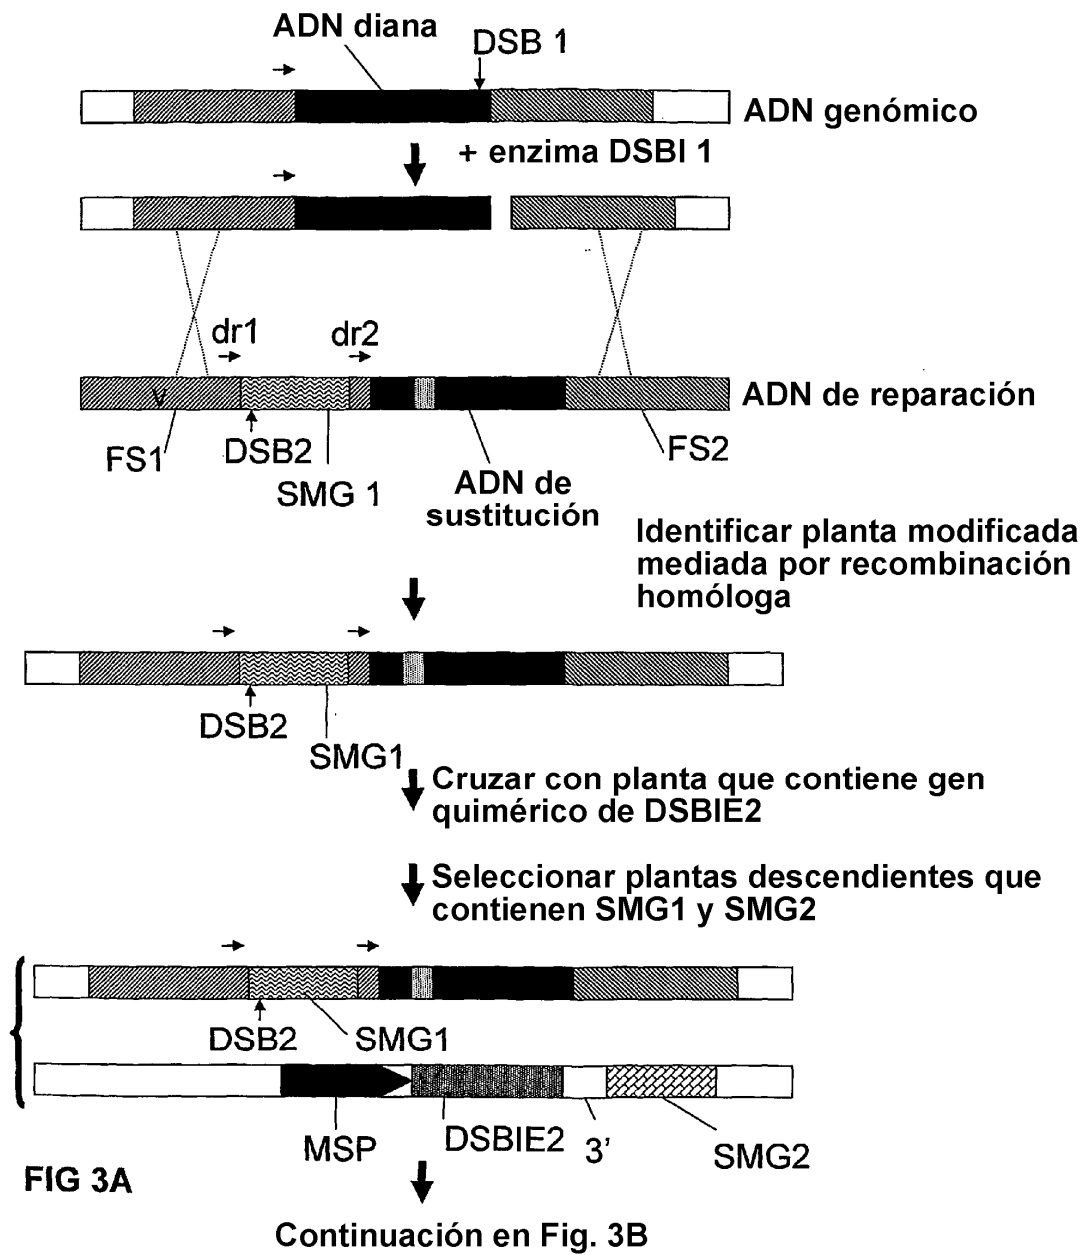 ADN diana
DSB 1
ADN genómico
+ enzima DSBI 1
dr1
dr2
v
ADN de reparación
FS1
DSB2
SMG 1
ADN de
sustitución
FS2
Identificar planta modificada
mediada por recombinación
homóloga
DSB2
SMG1
Cruzar con planta que contiene gen
quimérico de DSBIE2
Seleccionar plantas descendientes que
contienen SMG1 y SMG2
DSB2
SMG1
MSP
DSBIE2
3’
SMG2
FIG 3A
Continuación en Fig. 3B